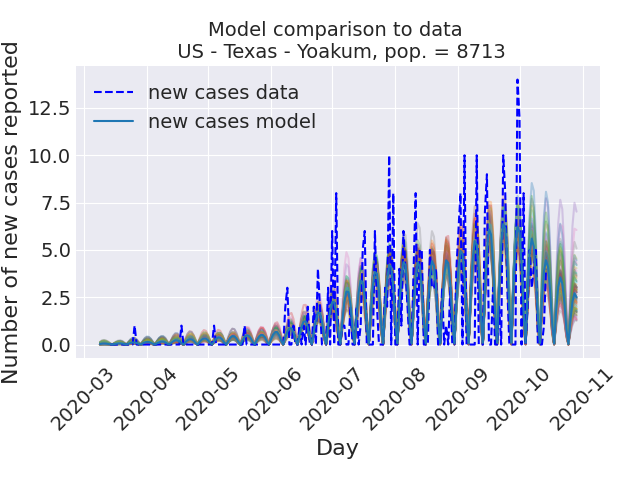 Model comparison to data
US - Texas - Yoakum, pop. = 8713
Number of new cases reported
12.5
10.0
7.5
5.0
2.5
0.0
new cases data
new cases model
2020-03
2020-04
2020-05
2020-06
2020-07
2020-08
2020-09
2020-10
2020-11
Day